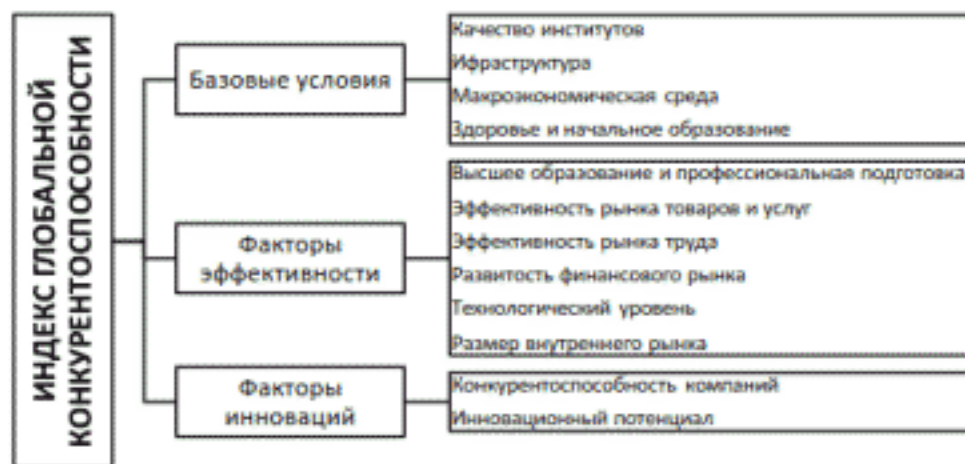 ИНДЕКС ГЛОБАЛЬНОЙ
КОНКУРЕНТОСПОСОБНОСТИ
Базовые условия
Качество институтов
Ифраструктура
Макроэкономическая среда
Здоровье и начальное образование
Факторы
эффективности
Высшее образование и профессиональная подготовка
Эффективность рынка товаров и услуг
Эффективность рынка труда
Развитость финансового рынка
Технологический уровень
Размер внутреннего рынка
Факторы
инноваций
Конкурентоспособность компаний
Инновационный потенциал